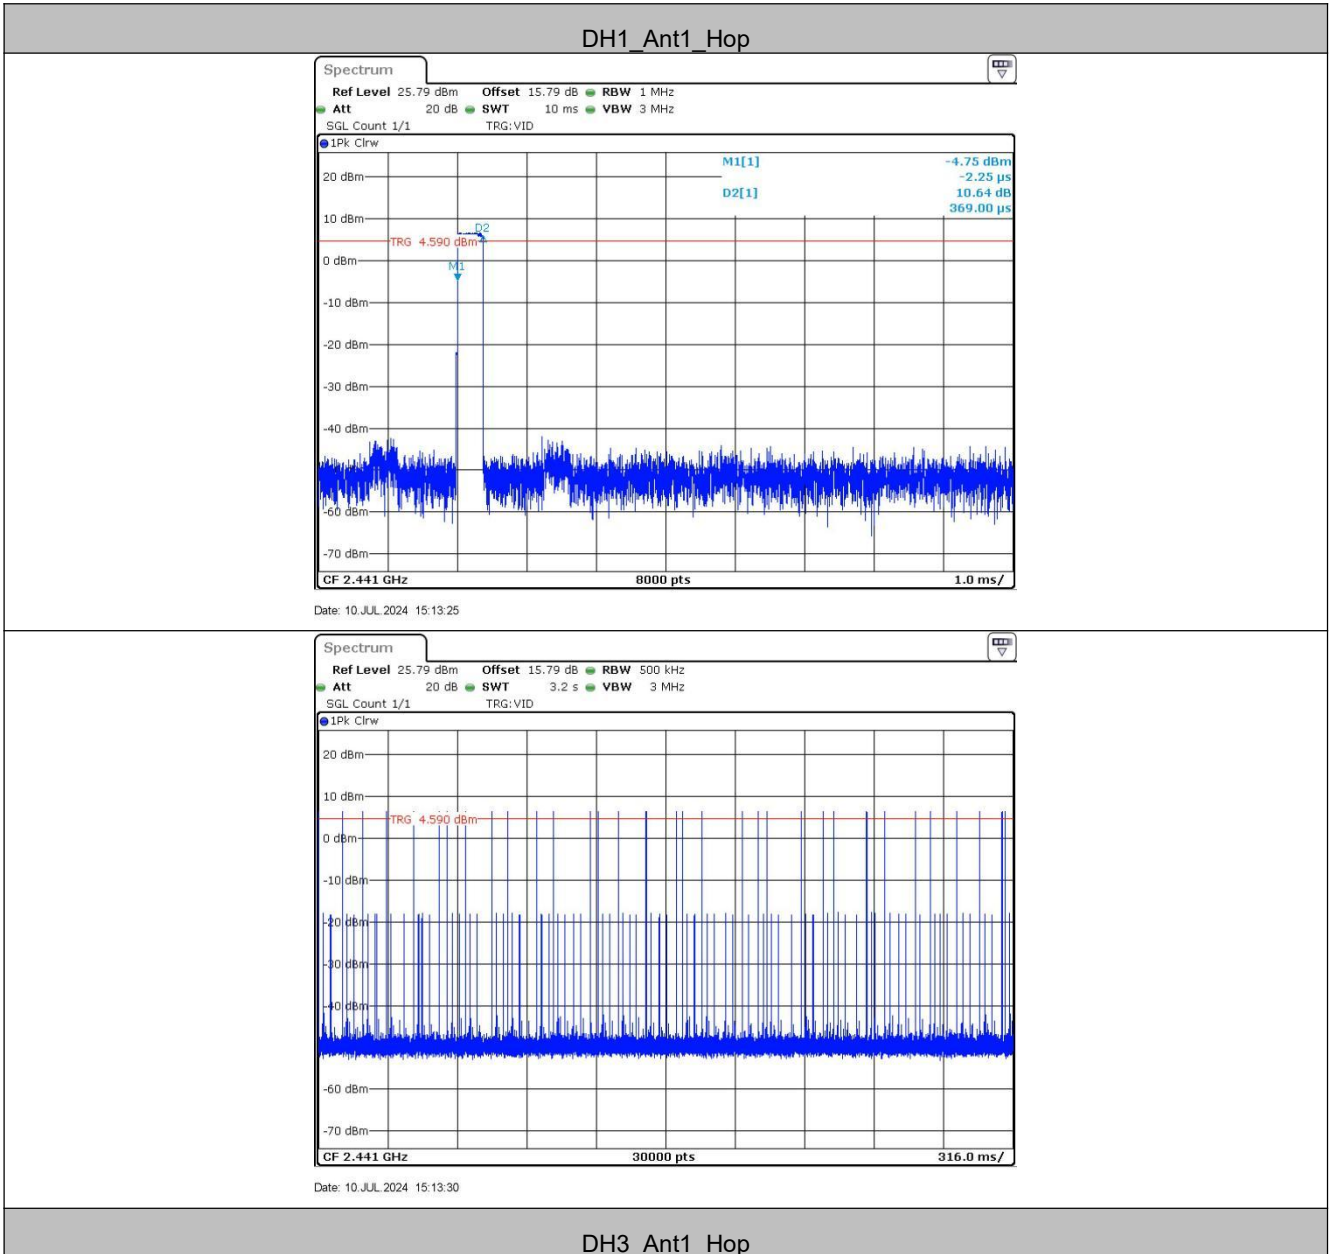 DH1_Ant1_Hop
Spectrum
Ref Level 25.79 dBm Offset 15.79 dB RBW 1 MHz
Att 20 dB SWT 10 ms VBW 3 MHz
SGL Count 1/1 TRG:VID
1Pk Clrw
M1[1] -4.75 dBm
-2.25 µs
D2[1] 10.64 dB
369.00 µs
20 dBm
10 dBm
D2
TRG 4.590 dBm
0 dBm
M1
-10 dBm
-20 dBm
-30 dBm
-40 dBm
-60 dBm
-70 dBm
CF 2.441 GHz 8000 pts 1.0 ms/
Date: 10.JUL.2024 15:13:25
Spectrum
Ref Level 25.79 dBm Offset 15.79 dB RBW 500 kHz
Att 20 dB SWT 3.2 s VBW 3 MHz
SGL Count 1/1 TRG:VID
1Pk Clrw
20 dBm
10 dBm
TRG 4.590 dBm
0 dBm
-10 dBm
-20 dBm
-30 dBm
-40 dBm
-60 dBm
-70 dBm
CF 2.441 GHz 30000 pts 316.0 ms/
Date: 10.JUL.2024 15:13:30
DH3_Ant1_Hop